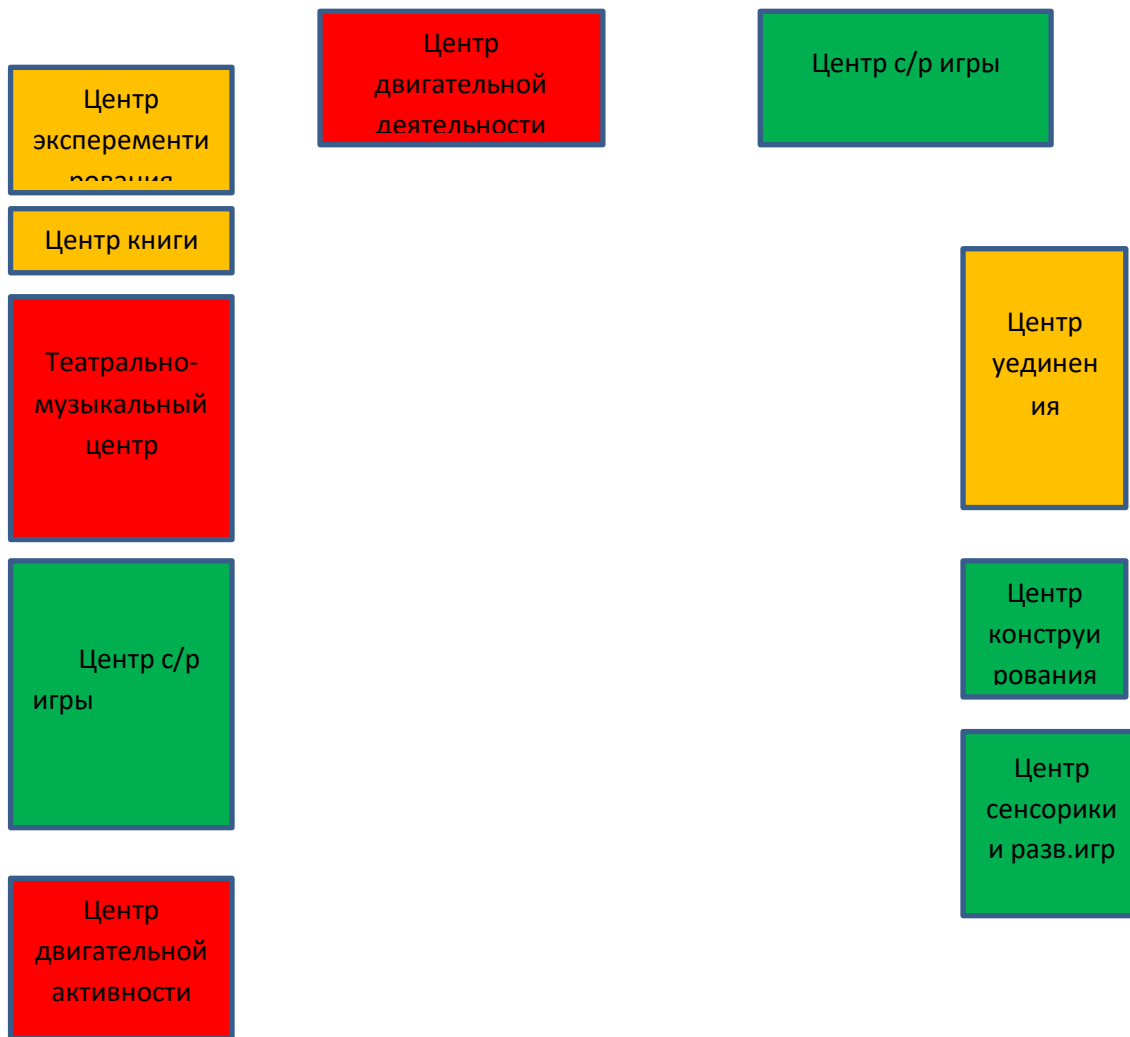 Центр
двигательной
деятельности
Центр с/р игры
Центр
эксперементи
рования
Центр книги
Театрально-
музыкальный
центр
Центр
уединен
ия
Центр с/р
игры
Центр
конструи
рования
Центр
сенсорики
и разв.игр
Центр
двигательной
активности